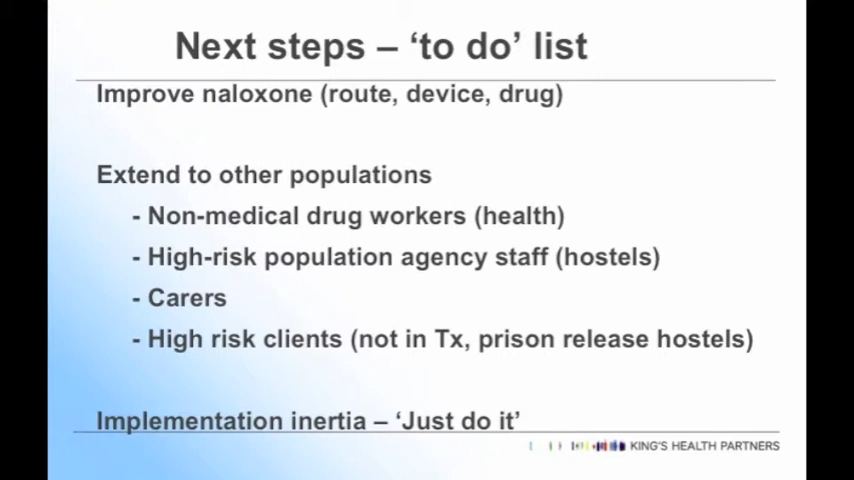 Next steps – ‘to do’ list
Improve naloxone (route, device, drug)
Extend to other populations
- Non-medical drug workers (health)
- High-risk population agency staff (hostels)
- Carers
- High risk clients (not in Tx, prison release hostels)
Implementation inertia – ‘Just do it’
KING'S HEALTH PARTNERS